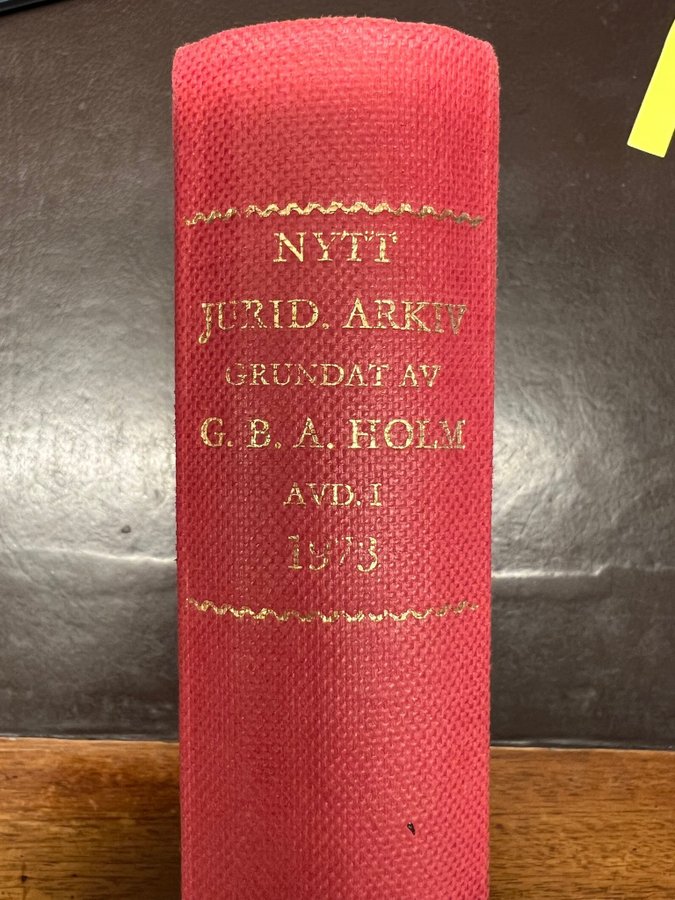 NYTT
JURID. ARKIV
GRUNDAT AV
G. B. A. HOLM
AVD. I
1973